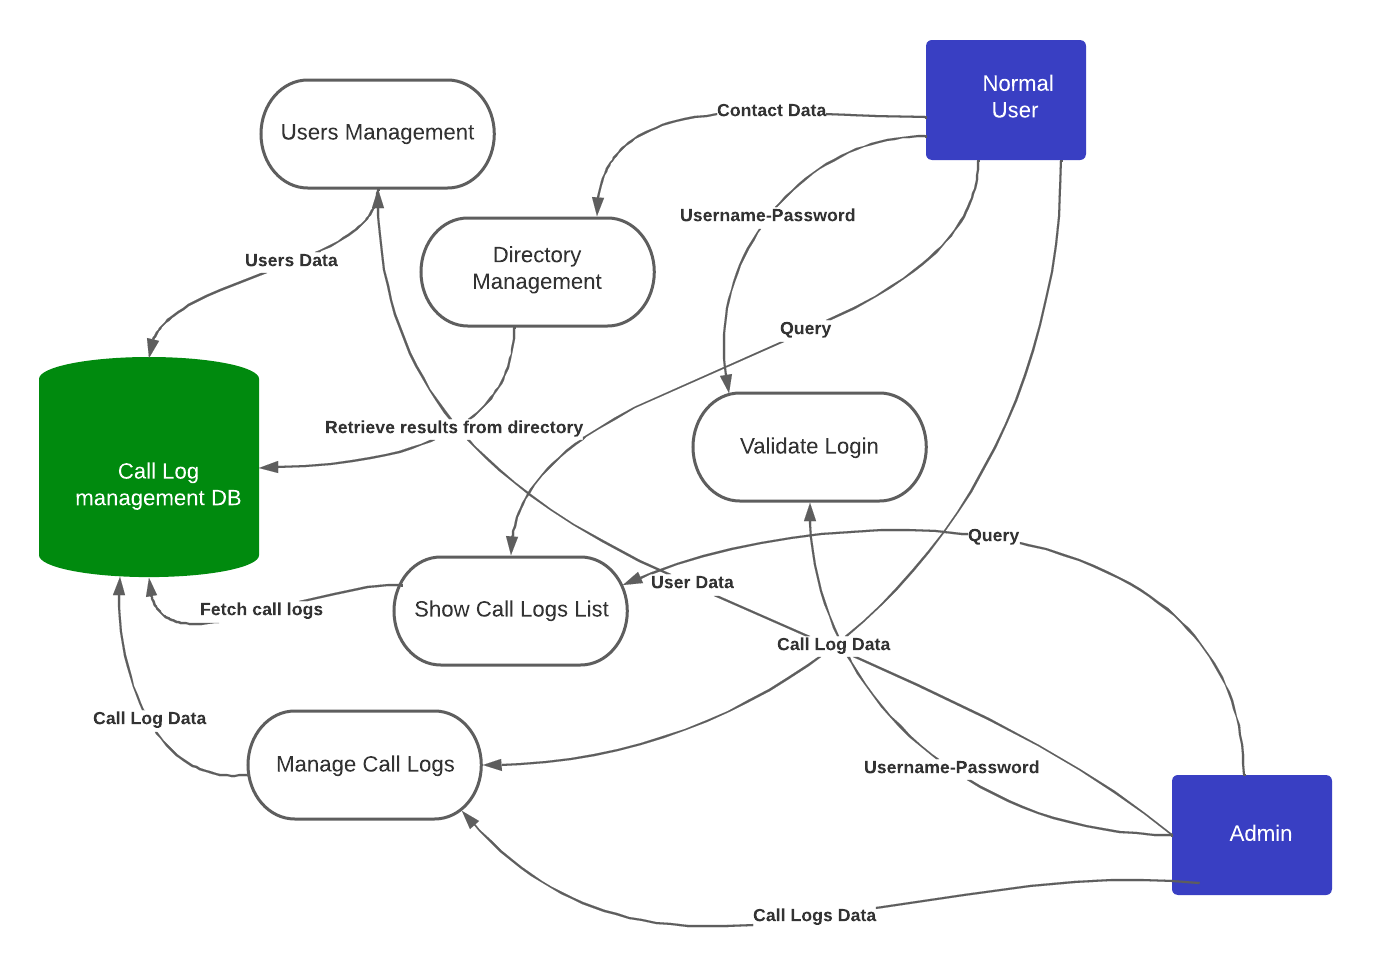 Normal
User
Contact Data
Users Management
Username-Password
Directory
Management
Users Data
Query
Retrieve results from directory
Validate Login
Call Log
management DB
Query
User Data
Fetch call logs
Show Call Logs List
Call Log Data
Call Log Data
Manage Call Logs
Username-Password
Admin
Call Logs Data